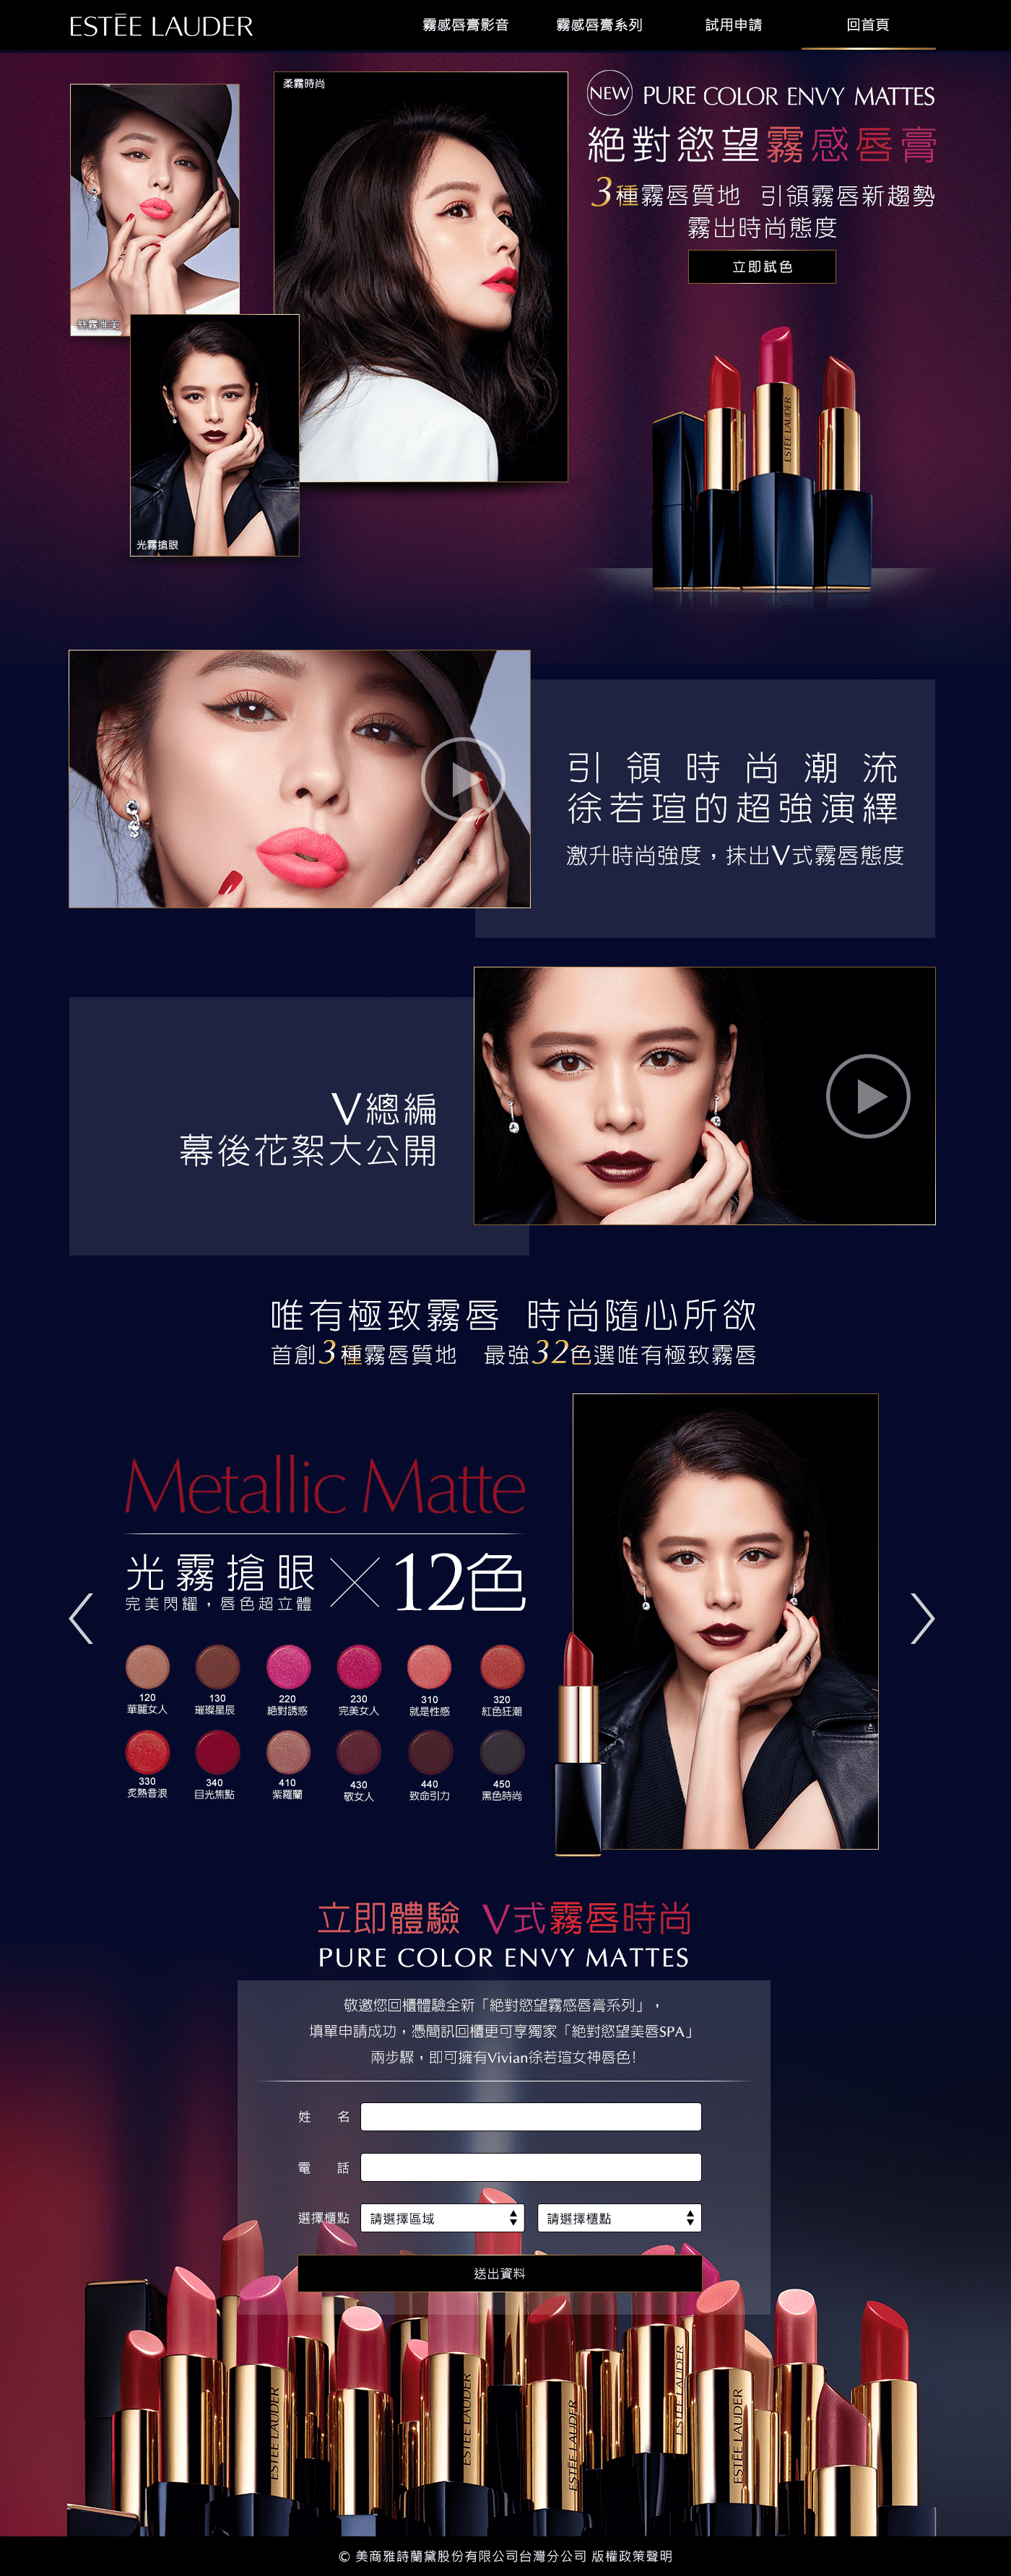 ESTĒE LAUDER
霧感唇膏影音
霧感唇膏系列
試用申請
回首頁
柔霧時尚
絲霧唯美
光霧搶眼
NEW PURE COLOR ENVY MATTES
絕對慾望霧感唇膏
3種霧唇質地 引領霧唇新趨勢
霧出時尚態度
立即試色
ESTĒE LAUDER
引領時尚潮流
徐若瑄的超強演繹
激升時尚強度，抹出V式霧唇態度
V總編
幕後花絮大公開
唯有極致霧唇 時尚隨心所欲
首創3種霧唇質地 最強32色選唯有極致霧唇
Metallic Matte
光霧搶眼
完美閃耀，唇色超立體
12色
120 130 220 230 310 320
華麗女人 璀璨星辰 絕對誘惑 完美女人 就是性感 紅色狂潮
330 340 410 430 440 450
炙熱音浪 目光焦點 紫羅蘭 敬女人 致命引力 黑色時尚
立即體驗 V式霧唇時尚
PURE COLOR ENVY MATTES
敬邀您回櫃體驗全新「絕對慾望霧感唇膏系列」，
填單申請成功，憑簡訊回櫃更可享獨家「絕對慾望美唇SPA」
兩步驟，即可擁有Vivian徐若瑄女神唇色!
姓 名
電 話
選擇櫃點 請選擇區域 請選擇櫃點
送出資料
ESTĒE LAUDER
ESTĒE LAUDER
ESTĒE LAUDER
ESTĒE LAUDER
ESTĒE LAUDER
© 美商雅詩蘭黛股份有限公司台灣分公司 版權政策聲明